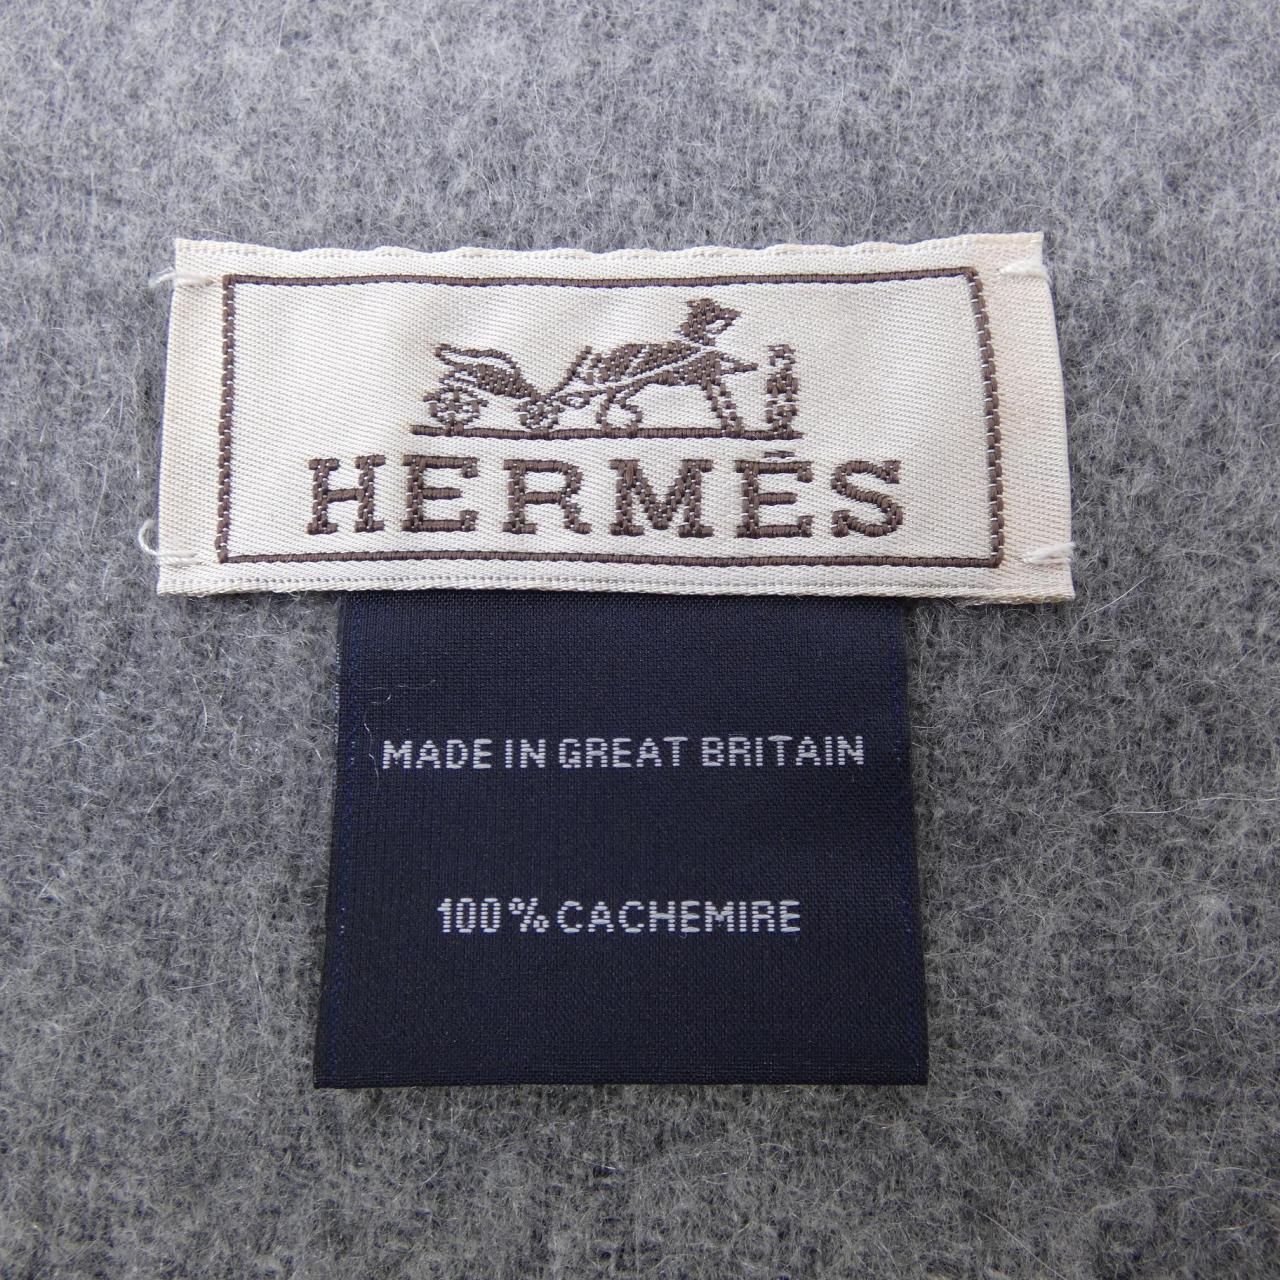 HERMÈS
MADE IN GREAT BRITAIN
100% CACHEMIRE